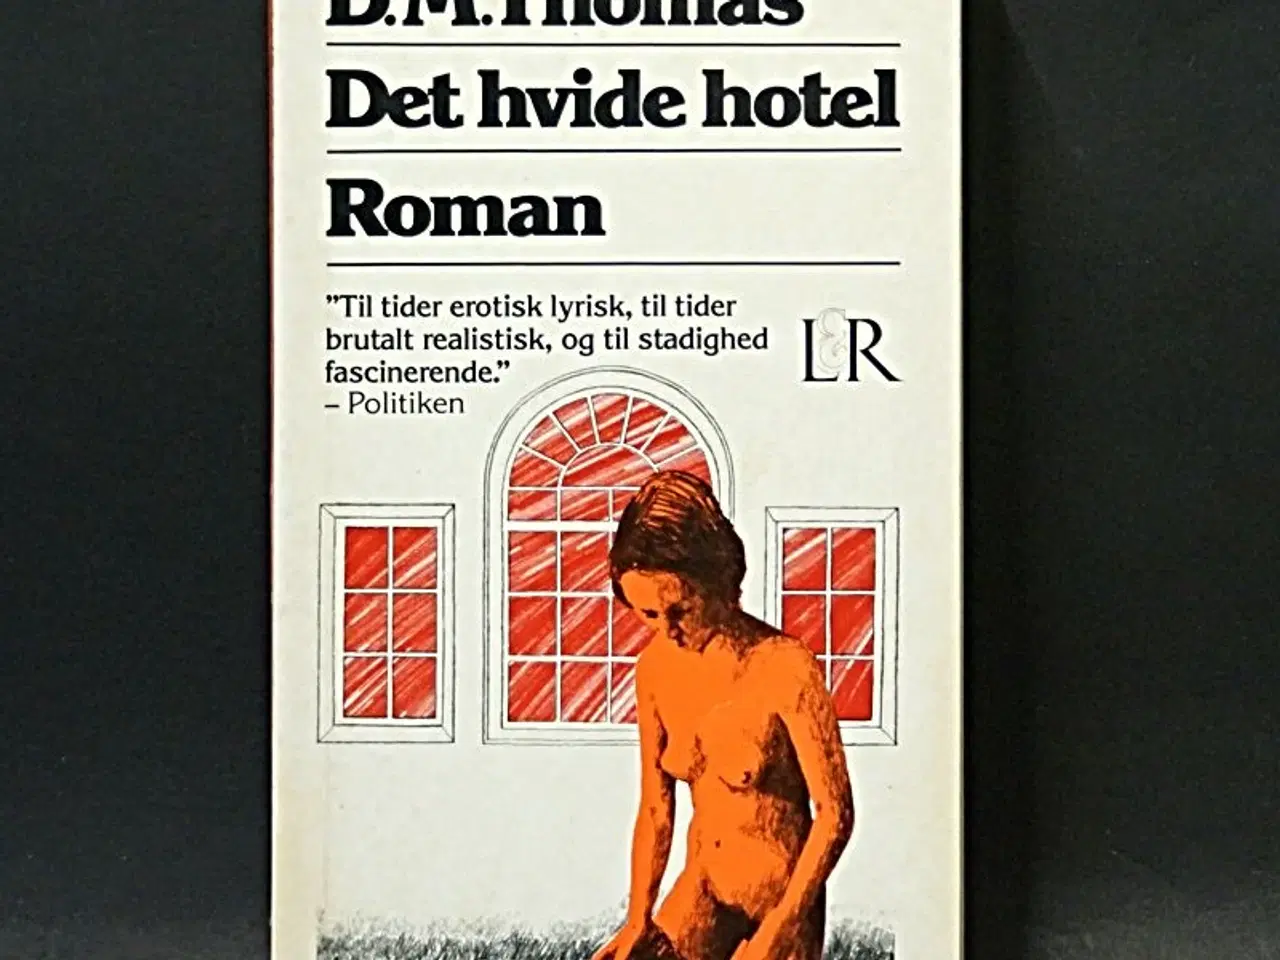 D.M.Thomas
Det hvide hotel
Roman
”Til tider erotisk lyrisk, til tider
brutalt realistisk, og til stadighed
fascinerende.”
– Politiken
L&R